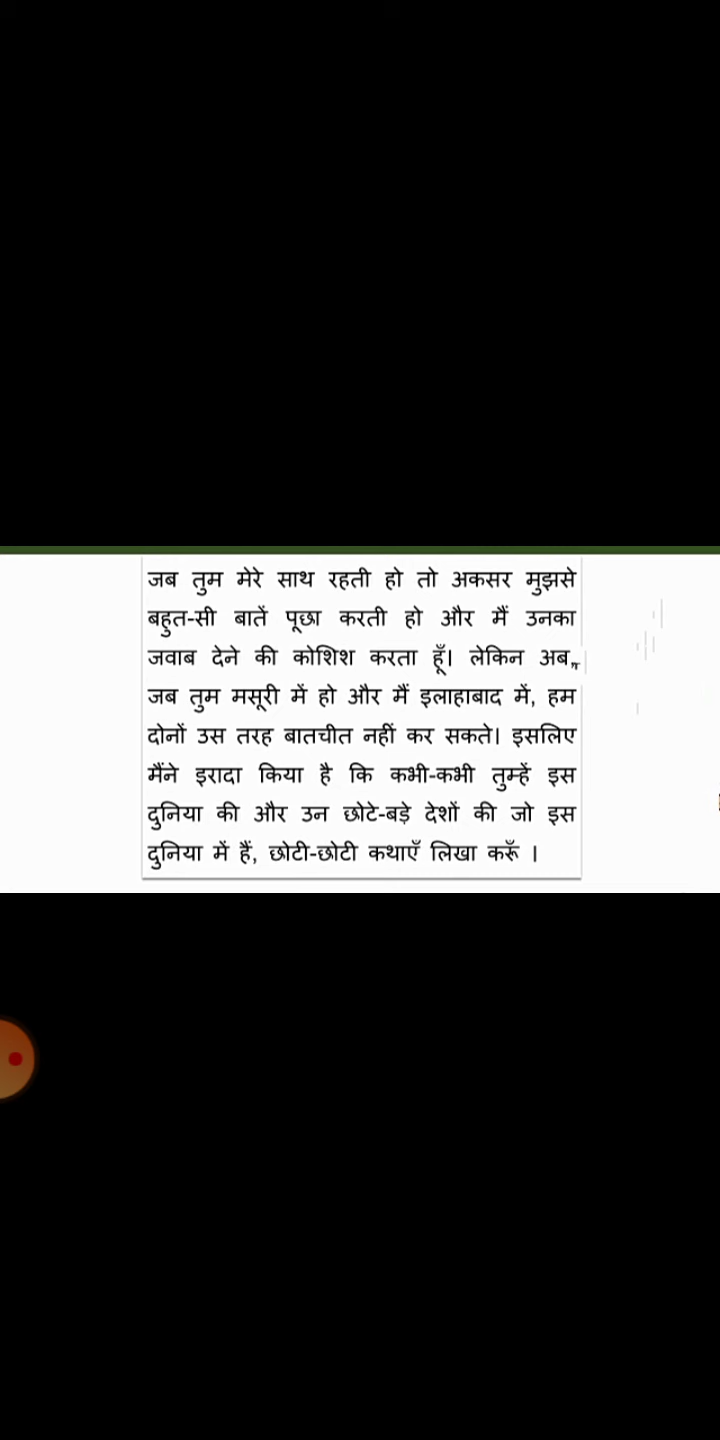 जब तुम मेरे साथ रहती हो तो अकसर मुझसे
बहुत-सी बातें पूछा करती हो और मैं उनका
जवाब देने की कोशिश करता हूँ। लेकिन अब,
जब तुम मसूरी में हो और मैं इलाहाबाद में, हम
दोनों उस तरह बातचीत नहीं कर सकते। इसलिए
मैंने इरादा किया है कि कभी-कभी तुम्हें इस
दुनिया की और उन छोटे-बड़े देशों की जो इस
दुनिया में हैं, छोटी-छोटी कथाएँ लिखा करूँ ।